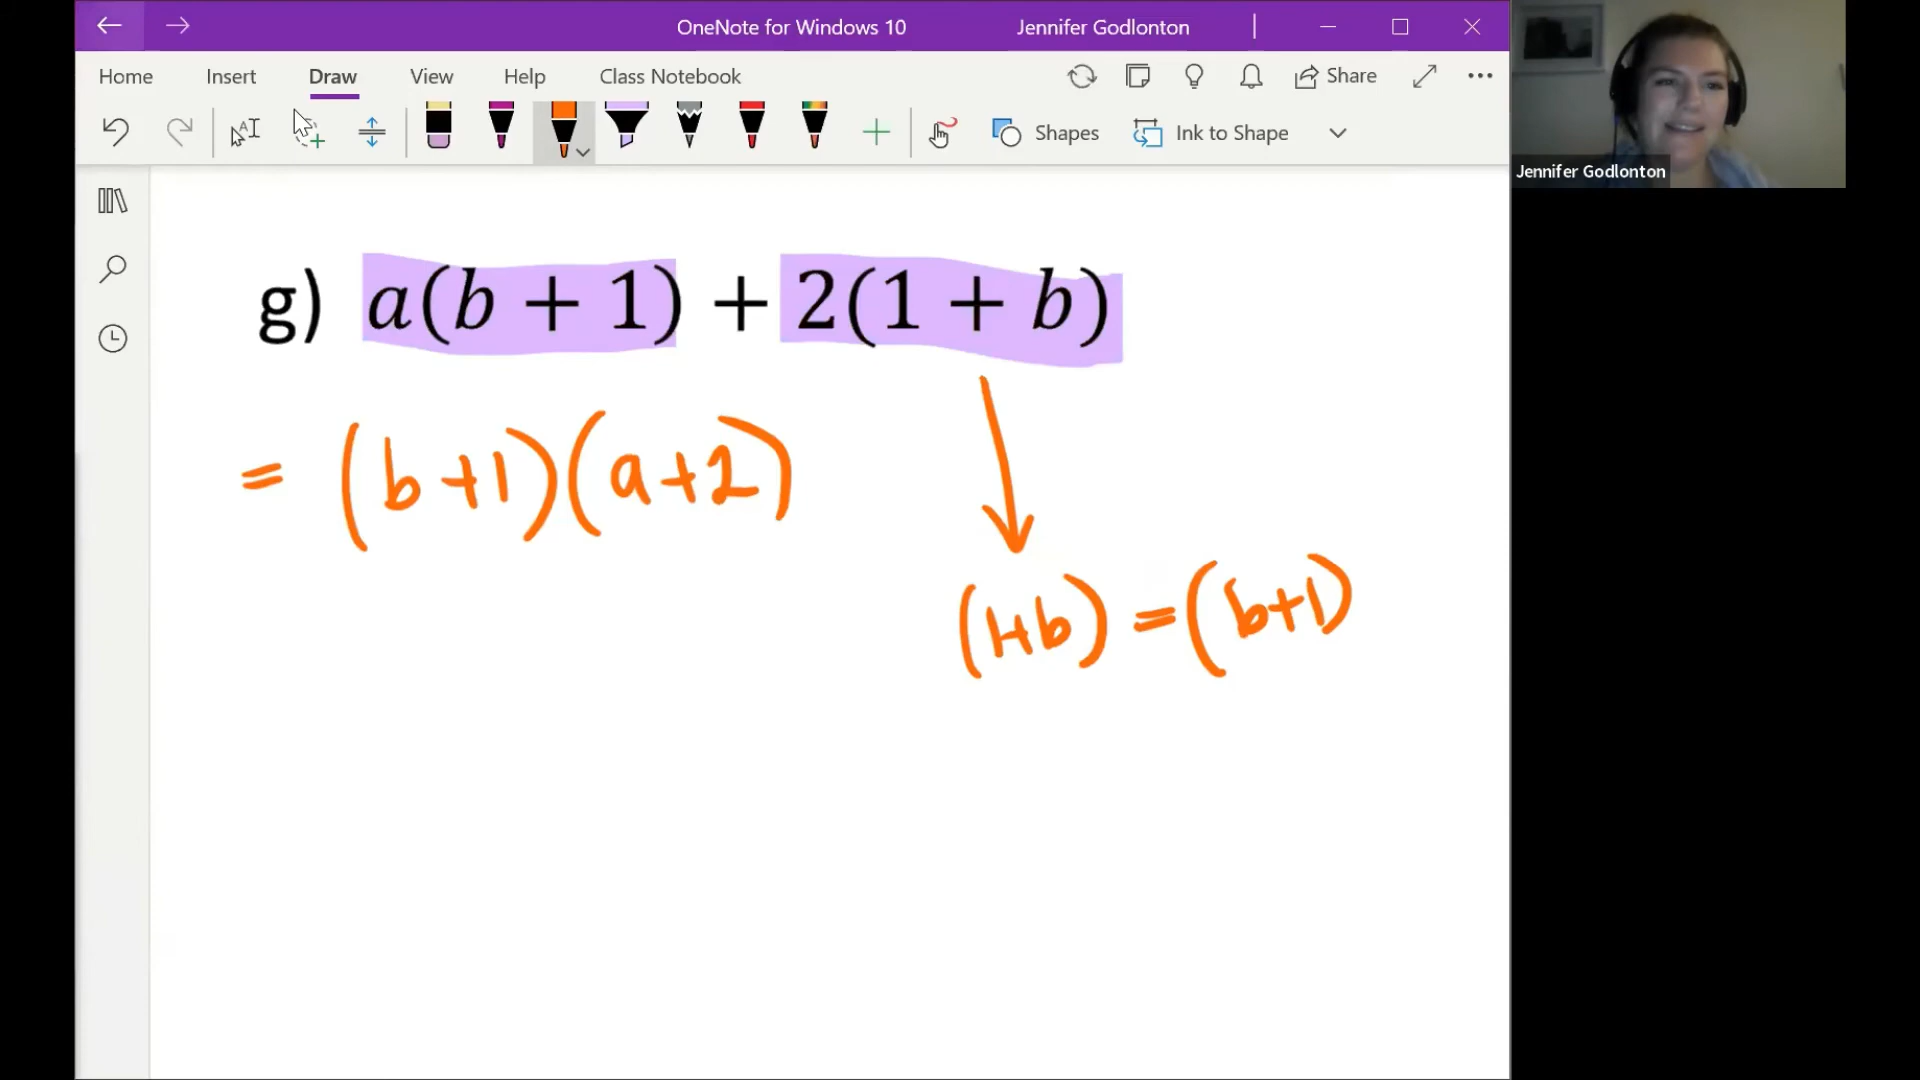 OneNote for Windows 10
Jennifer Godlonton
Home Insert Draw View Help Class Notebook
Share
Shapes Ink to Shape
Jennifer Godlonton
g) a(b + 1) + 2(1 + b)
= (b+1)(a+2)
(1+b) = (b+1)